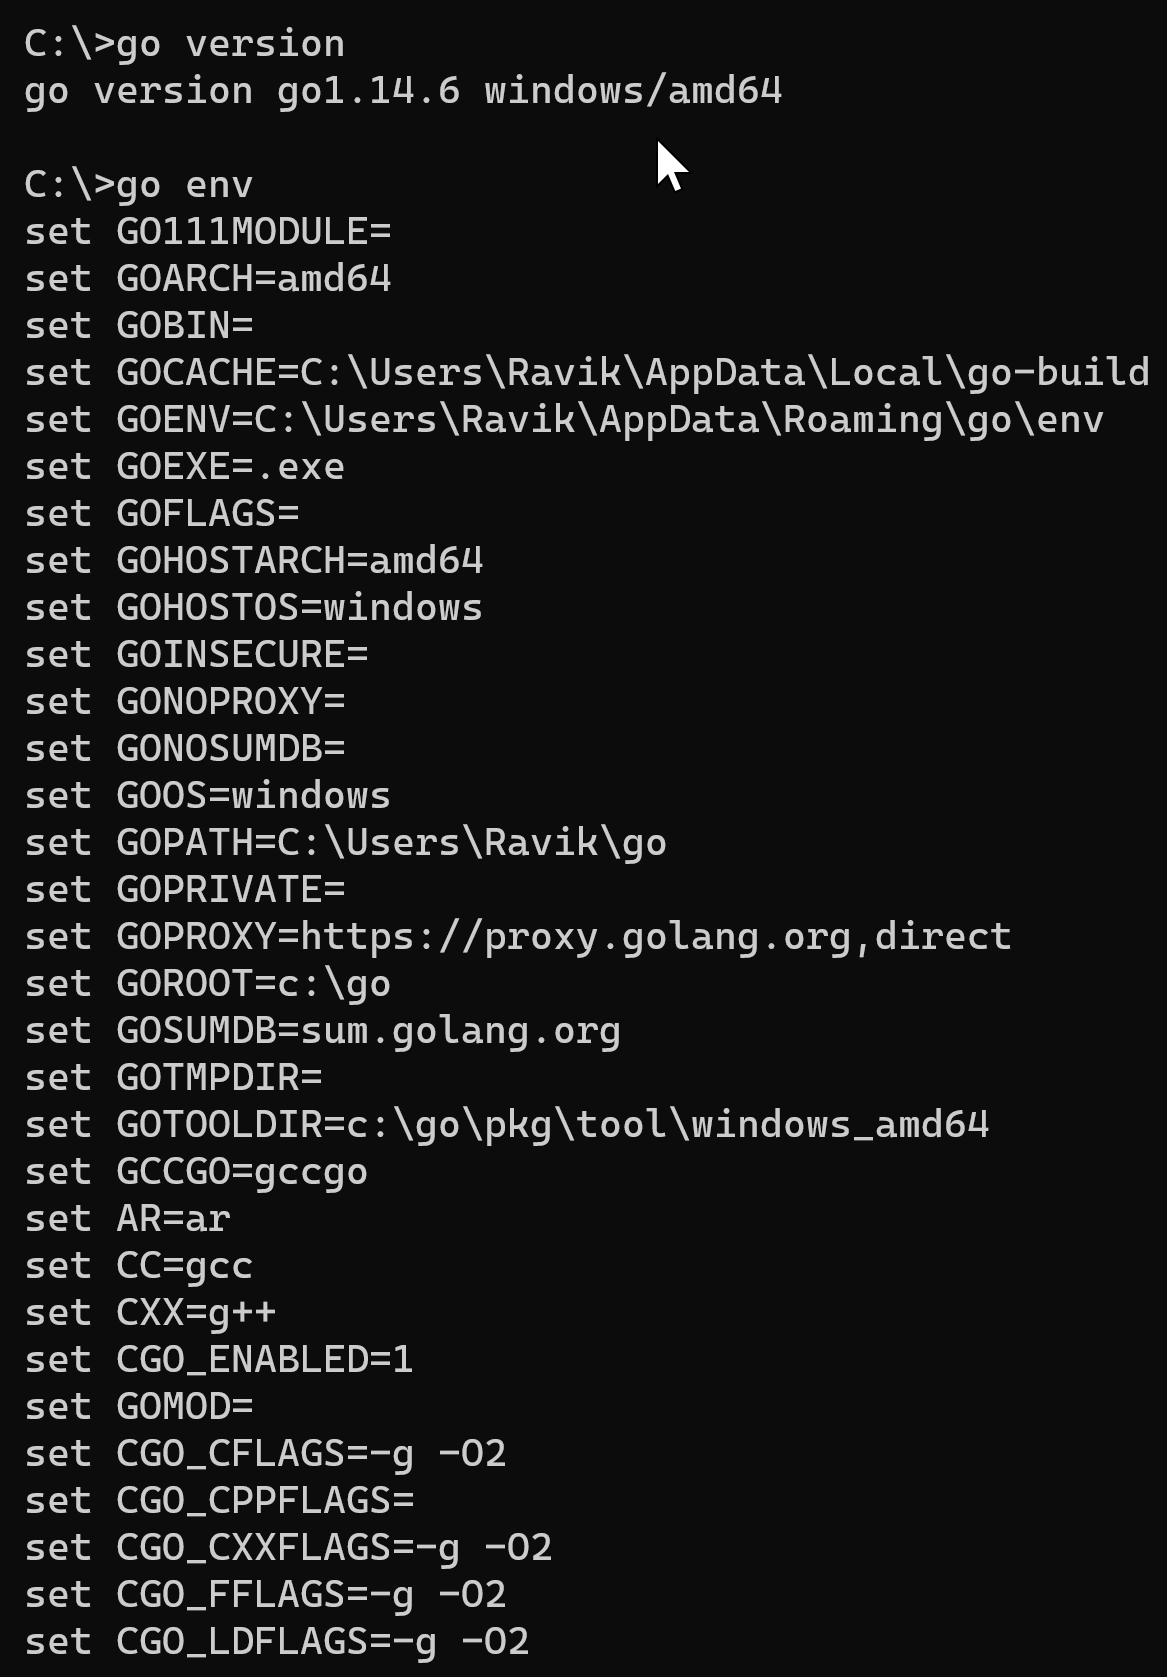 C:\>go version
go version go1.14.6 windows/amd64
C:\>go env
set GO111MODULE=
set GOARCH=amd64
set GOBIN=
set GOCACHE=C:\Users\Ravik\AppData\Local\go-build
set GOENV=C:\Users\Ravik\AppData\Roaming\go\env
set GOEXE=.exe
set GOFLAGS=
set GOHOSTARCH=amd64
set GOHOSTOS=windows
set GOINSECURE=
set GONOPROXY=
set GONOSUMDB=
set GOOS=windows
set GOPATH=C:\Users\Ravik\go
set GOPRIVATE=
set GOPROXY=https://proxy.golang.org,direct
set GOROOT=c:\go
set GOSUMDB=sum.golang.org
set GOTMPDIR=
set GOTOOLDIR=c:\go\pkg\tool\windows_amd64
set GCCGO=gccgo
set AR=ar
set CC=gcc
set CXX=g++
set CGO_ENABLED=1
set GOMOD=
set CGO_CFLAGS=-g -O2
set CGO_CPPFLAGS=
set CGO_CXXFLAGS=-g -O2
set CGO_FFLAGS=-g -O2
set CGO_LDFLAGS=-g -O2